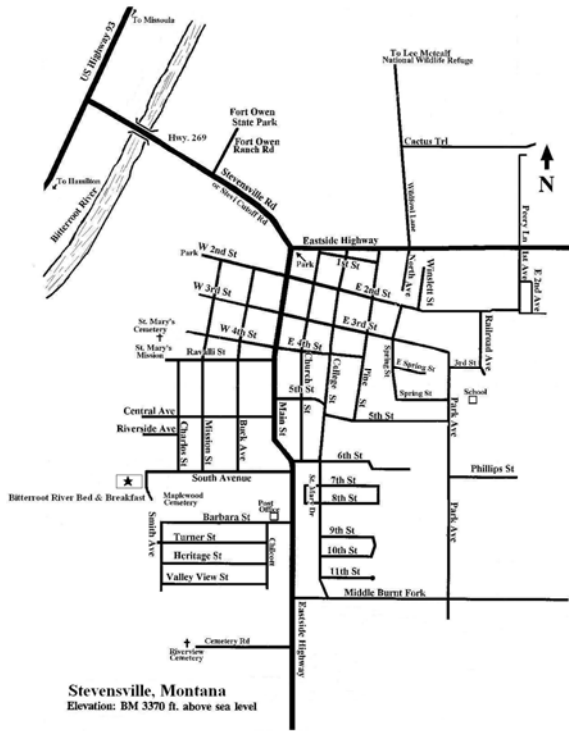 To Missoula
US Highway 93
To Lee Metcalf
National Wildlife Refuge
Fort Owen
State Park
Hwy. 269
Fort Owen
Ranch Rd
Cactus Trl
N
Stevensville Rd
or Stevi Cutoff Rd
To Hamilton
Bitterroot River
Wildfowl Lane
Peery Ln
Eastside Highway
Park
W 2nd St
Park
1st St
North Ave
Winslett St
1st Ave
E 2nd Ave
W 3rd St
E 2nd St
St. Mary's
Cemetery
W 4th St
E 3rd St
Railroad Ave
St. Mary's
Mission
Ravalli St
E 4th St
Church St
College St
Pine St
Spring St
E Spring St
3rd St
Spring St
School
5th St
Central Ave
Main St
5th St
Park Ave
Riverside Ave
Charlos St
Mission St
Buck Ave
6th St
South Avenue
7th St
Phillips St
Bitterroot River Bed & Breakfast
Maplewood
Cemetery
Post
Office
St. Mary Dr
8th St
Smith Ave
Barbara St
Park Ave
Turner St
Chilcott
9th St
Heritage St
10th St
Valley View St
11th St
Middle Burnt Fork
Eastside Highway
Cemetery Rd
Riverview
Cemetery
Stevensville, Montana
Elevation: BM 3370 ft. above sea level